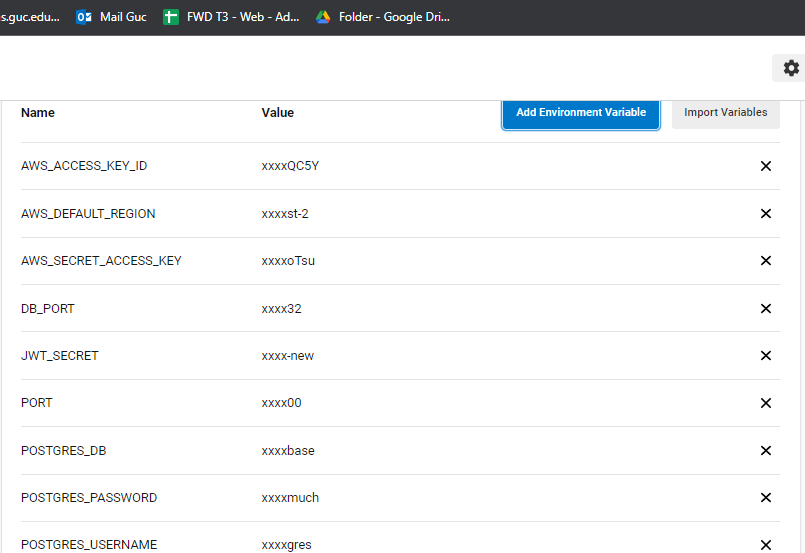 s.guc.edu... Mail Guc FWD T3 - Web - Ad... Folder - Google Dri...
Name Value Add Environment Variable Import Variables
AWS_ACCESS_KEY_ID xxxxQC5Y
AWS_DEFAULT_REGION xxxxst-2
AWS_SECRET_ACCESS_KEY xxxxoTsu
DB_PORT xxxx32
JWT_SECRET xxxx-new
PORT xxxx00
POSTGRES_DB xxxxbase
POSTGRES_PASSWORD xxxxmuch
POSTGRES_USERNAME xxxxgres